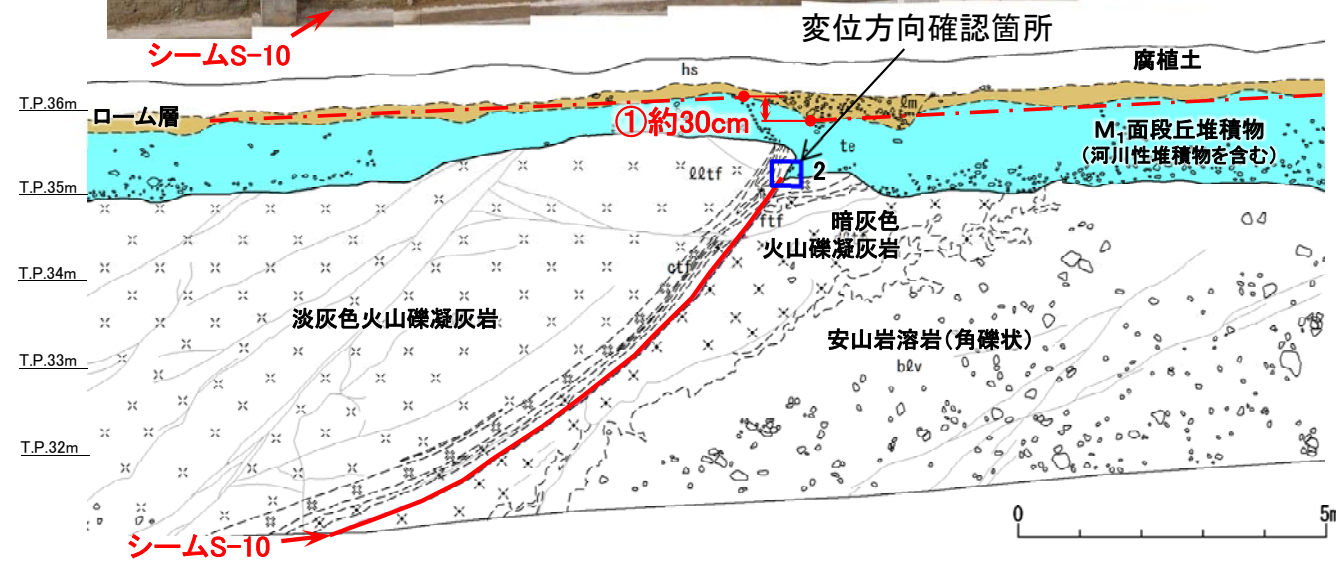 シームS-10
変位方向確認箇所
hs
腐植土
T.P.36m
ローム層
ℓm
①約30cm
te
M₁面段丘堆積物
(河川性堆積物を含む)
T.P.35m
ℓℓtf
2
ftf
暗灰色
火山礫凝灰岩
T.P.34m
ctf
淡灰色火山礫凝灰岩
安山岩溶岩(角礫状)
T.P.33m
bℓv
T.P.32m
0
5m
シームS-10